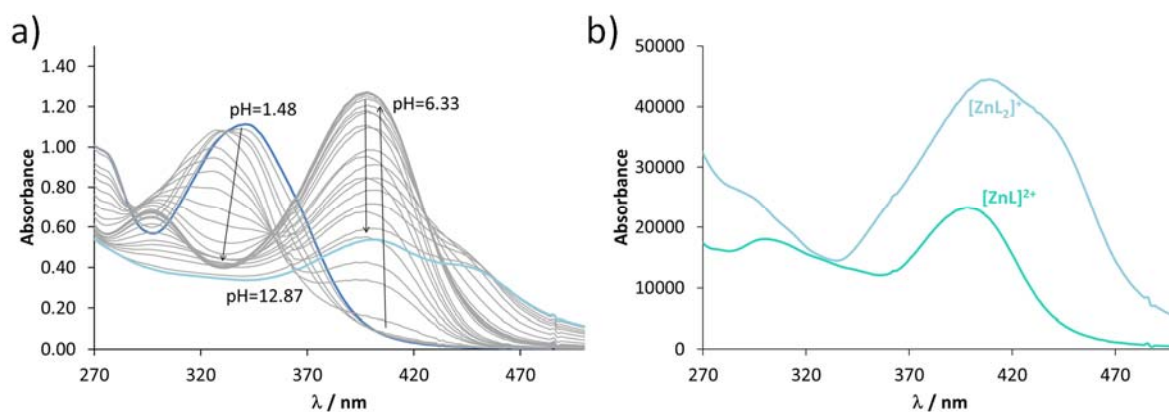 a)
1.40
1.20
1.00
0.80
0.60
0.40
0.20
0.00
Absorbance
pH=1.48
pH=6.33
pH=12.87
270 320 370 420 470
λ / nm
b)
50000
40000
30000
20000
10000
0
Absorbance
[ZnL₂]⁺
[ZnL]²⁺
270 320 370 420 470
λ / nm